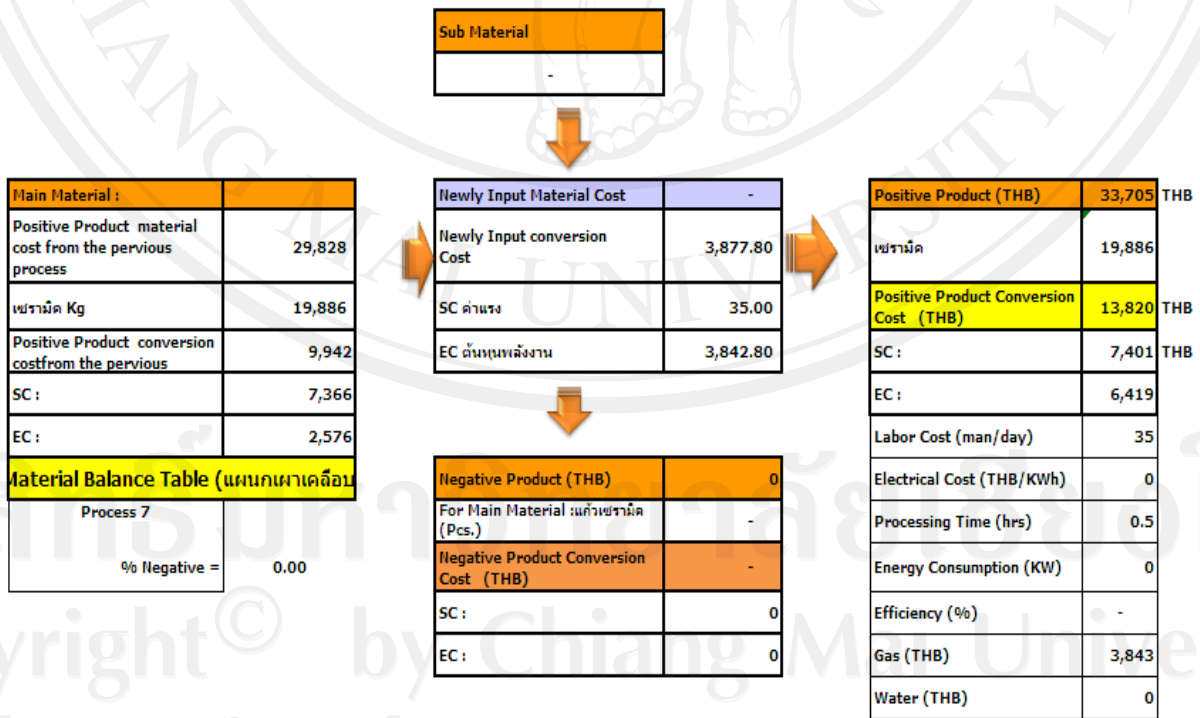 Sub Material
-
Main Material :
Positive Product material
cost from the pervious
process
29,828
เซรามิค Kg
19,886
Positive Product conversion
costfrom the pervious
9,942
SC :
7,366
EC :
2,576
Material Balance Table (แผนกเผาเคลือบ
Process 7
% Negative =
0.00
Newly Input Material Cost
-
Newly Input conversion
Cost
3,877.80
SC ค่าแรง
35.00
EC ต้นทุนพลังงาน
3,842.80
Negative Product (THB)
0
For Main Material :แก้วเซรามิค
(Pcs.)
-
Negative Product Conversion
Cost (THB)
-
SC :
0
EC :
0
Positive Product (THB)
33,705 THB
เซรามิค
19,886
Positive Product Conversion
Cost (THB)
13,820 THB
SC :
7,401 THB
EC :
6,419
Labor Cost (man/day)
35
Electrical Cost (THB/KWh)
0
Processing Time (hrs)
0.5
Energy Consumption (KW)
0
Efficiency (%)
-
Gas (THB)
3,843
Water (THB)
0